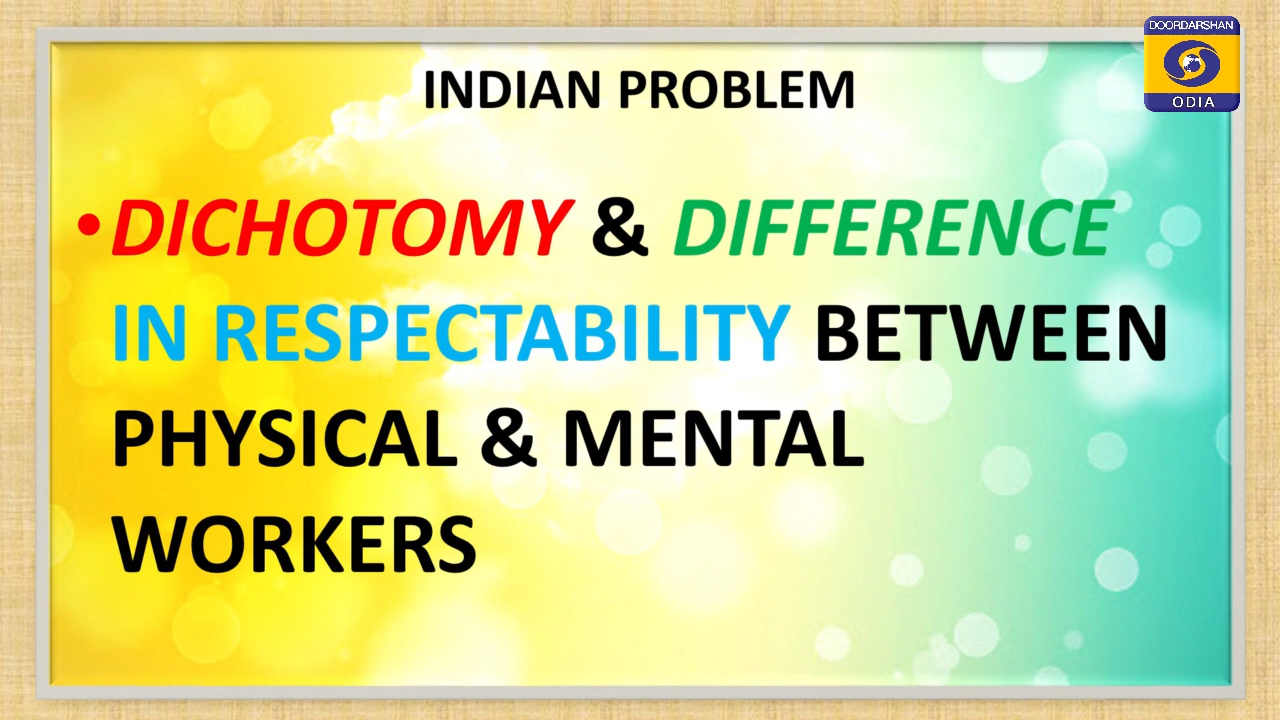 DOORDARSHAN
ODIA
INDIAN PROBLEM
• DICHOTOMY & DIFFERENCE
IN RESPECTABILITY BETWEEN
PHYSICAL & MENTAL
WORKERS